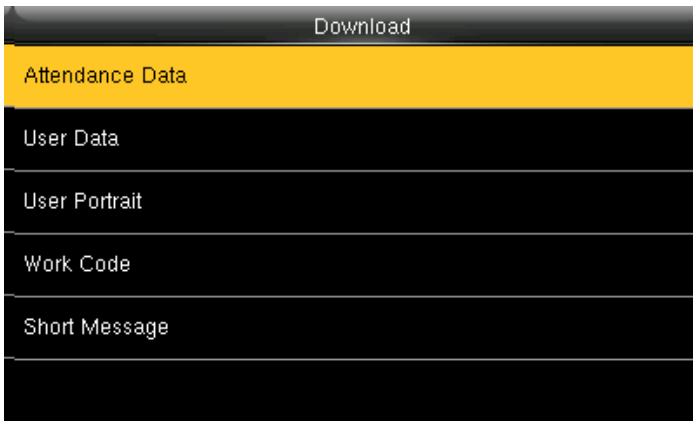 Download
Attendance Data
User Data
User Portrait
Work Code
Short Message